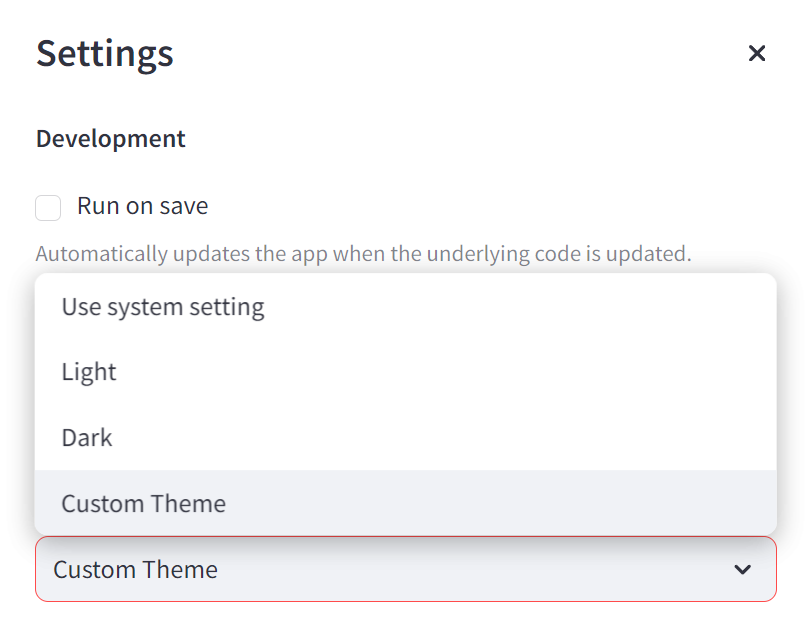 Settings
Development
Run on save
Automatically updates the app when the underlying code is updated.
Use system setting
Light
Dark
Custom Theme
Custom Theme